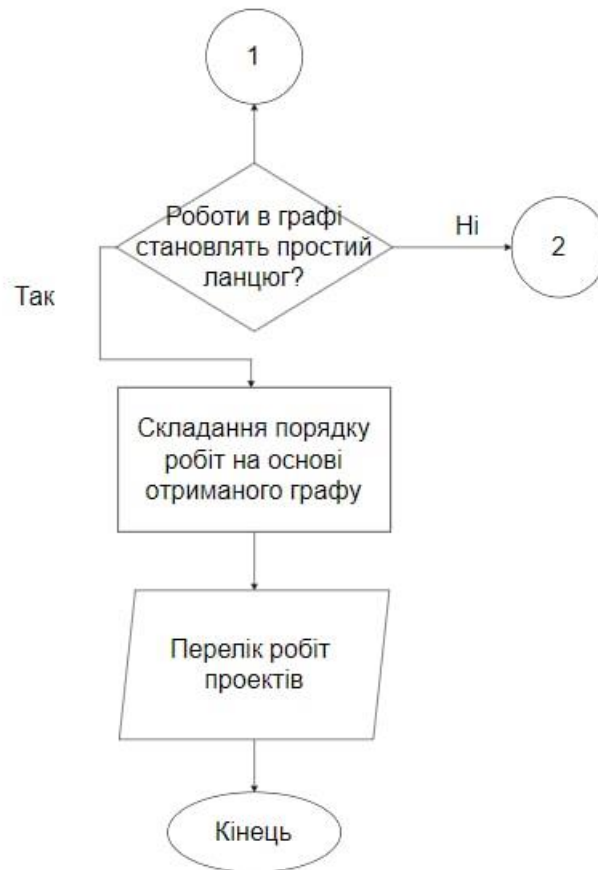 1
Роботи в графі
становлять простий
ланцюг?
Ні
2
Так
Складання порядку
робіт на основі
отриманого графу
Перелік робіт
проектів
Кінець